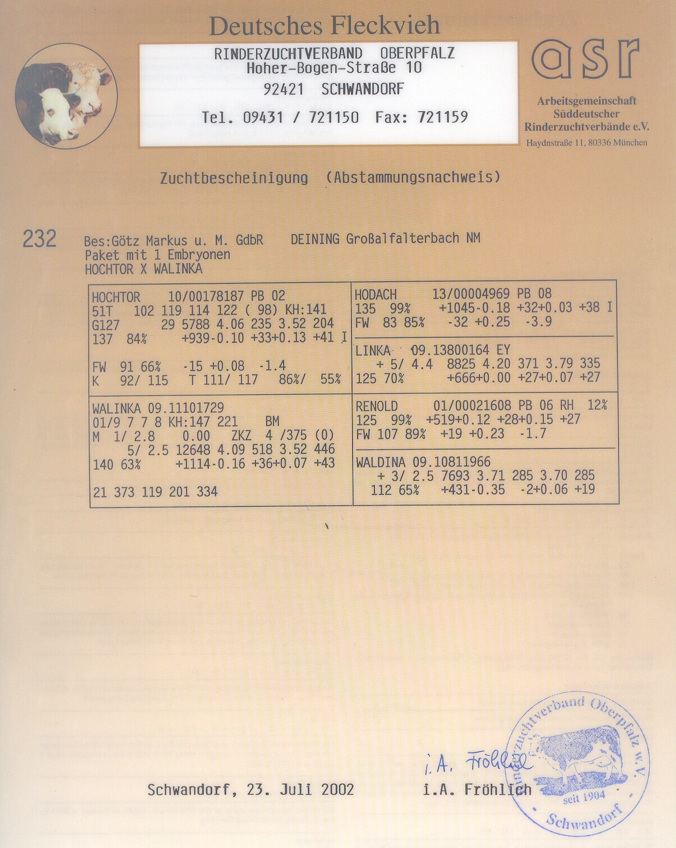 Deutsches Fleckvieh
RINDERZUCHTVERBAND OBERPFALZ
Hoher-Bogen-Straße 10
92421 SCHWANDORF
Tel. 09431 / 721150 Fax: 721159
asr
Arbeitsgemeinschaft
Süddeutscher
Rinderzuchtverbände e.V.
Haydnstraße 11, 80336 München
Zuchtbescheinigung (Abstammungsnachweis)
232
Bes:Götz Markus u. M. GdbR DEINING Großalfalterbach NM
Paket mit 1 Embryonen
HOCHTOR X WALINKA
HOCHTOR 10/00178187 PB 02
51T 102 119 114 122 ( 98) KH:141
G127 29 5788 4.06 235 3.52 204
137 84% +939-0.10 +33+0.13 +41 I
FW 91 66% -15 +0.08 -1.4
K 92/ 115 T 111/ 117 86%/ 55%
HODACH 13/00004969 PB 08
135 99% +1045-0.18 +32+0.03 +38 I
FW 83 85% -32 +0.25 -3.9
LINKA 09.13800164 EY
+ 5/ 4.4 8825 4.20 371 3.79 335
125 70% +666+0.00 +27+0.07 +27
WALINKA 09.11101729
01/9 7 7 8 KH:147 221 BM
M 1/ 2.8 0.00 ZKZ 4 /375 (0)
5/ 2.5 12648 4.09 518 3.52 446
140 63% +1114-0.16 +36+0.07 +43
21 373 119 201 334
RENOLD 01/00021608 PB 06 RH 12%
125 99% +519+0.12 +28+0.15 +27
FW 107 89% +19 +0.23 -1.7
WALDINA 09.10811966
+ 3/ 2.5 7693 3.71 285 3.70 285
112 65% +431-0.35 -2+0.06 +19
i.A. Fröhlich
Schwandorf, 23. Juli 2002 i.A. Fröhlich
Rinderzuchtverband Oberpfalz w.V.
seit 1904
- Schwandorf -